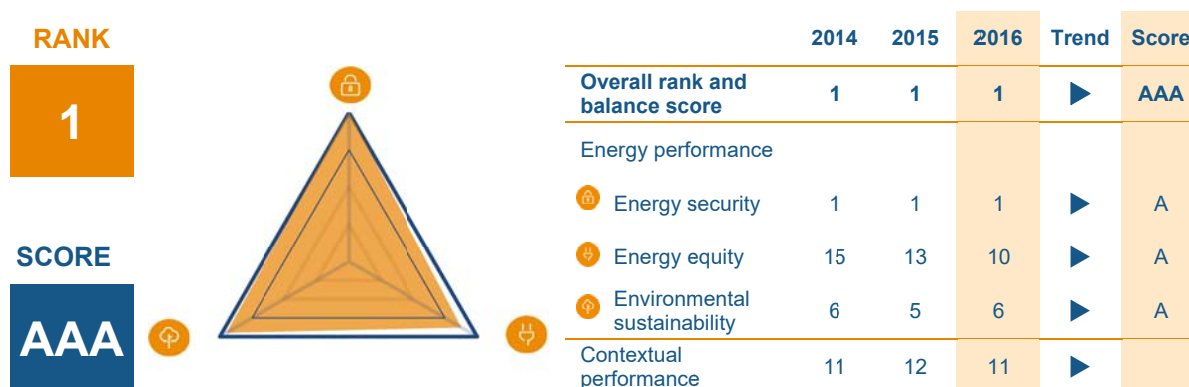 RANK
1
SCORE
AAA
2014 2015 2016 Trend Score
Overall rank and
balance score 1 1 1 AAA
Energy performance
Energy security 1 1 1 A
Energy equity 15 13 10 A
Environmental
sustainability 6 5 6 A
Contextual
performance 11 12 11